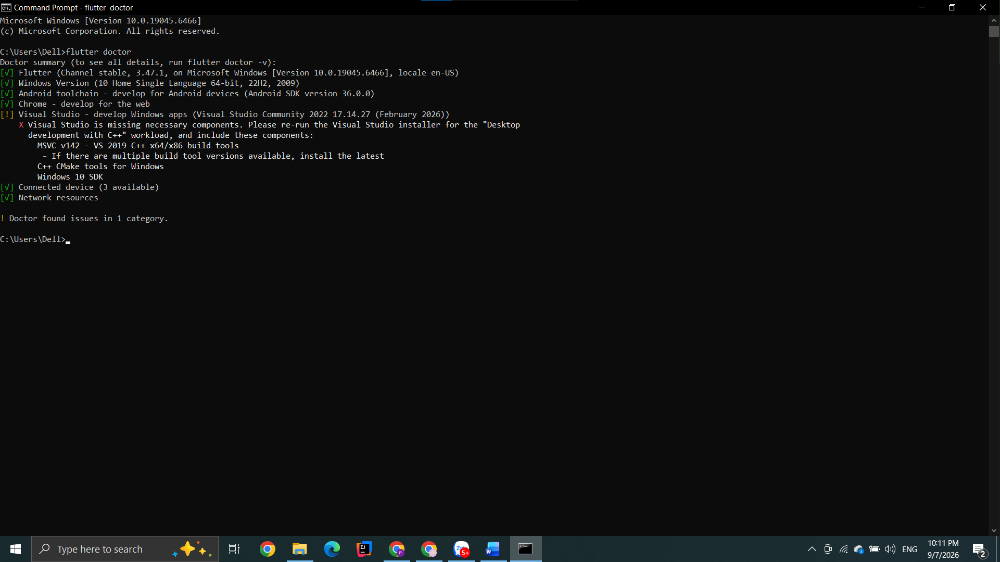 Command Prompt - flutter  doctor
Microsoft Windows [Version 10.0.19045.6466]
(c) Microsoft Corporation. All rights reserved.
C:\Users\Dell>flutter doctor
Doctor summary (to see all details, run flutter doctor -v):
[√] Flutter (Channel stable, 3.47.1, on Microsoft Windows [Version 10.0.19045.6466], locale en-US)
[√] Windows Version (10 Home Single Language 64-bit, 22H2, 2009)
[√] Android toolchain - develop for Android devices (Android SDK version 36.0.0)
[√] Chrome - develop for the web
[!] Visual Studio - develop Windows apps (Visual Studio Community 2022 17.14.27 (February 2026))
X Visual Studio is missing necessary components. Please re-run the Visual Studio installer for the "Desktop
development with C++" workload, and include these components:
MSVC v142 - VS 2019 C++ x64/x86 build tools
- If there are multiple build tool versions available, install the latest
C++ CMake tools for Windows
Windows 10 SDK
[√] Connected device (3 available)
[√] Network resources
! Doctor found issues in 1 category.
C:\Users\Dell>
Type here to search
ENG
10:11 PM
9/7/2026
2
5+